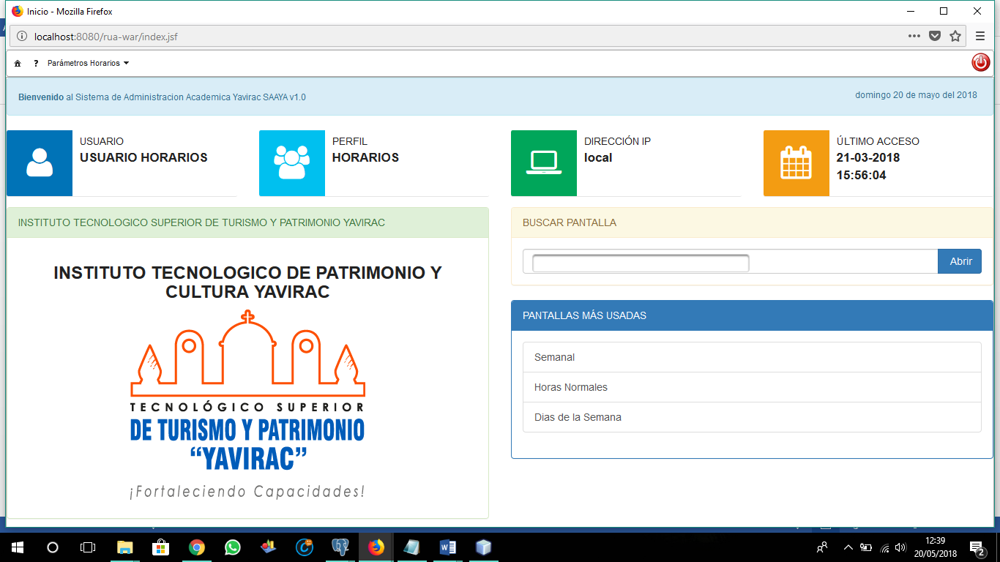 Inicio - Mozilla Firefox
localhost:8080/rua-war/index.jsf
? Parámetros Horarios
Bienvenido al Sistema de Administracion Academica Yavirac SAAYA v1.0
domingo 20 de mayo del 2018
USUARIO
USUARIO HORARIOS
PERFIL
HORARIOS
DIRECCIÓN IP
local
ÚLTIMO ACCESO
21-03-2018
15:56:04
INSTITUTO TECNOLOGICO SUPERIOR DE TURISMO Y PATRIMONIO YAVIRAC
INSTITUTO TECNOLOGICO DE PATRIMONIO Y
CULTURA YAVIRAC
TECNOLÓGICO SUPERIOR
DE TURISMO Y PATRIMONIO
“YAVIRAC”
¡Fortaleciendo Capacidades!
BUSCAR PANTALLA
Abrir
PANTALLAS MÁS USADAS
Semanal
Horas Normales
Dias de la Semana
12:39
20/05/2018
2